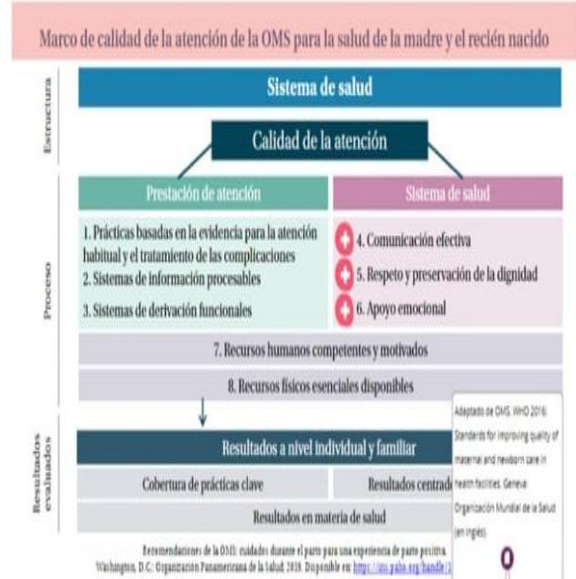 Marco de calidad de la atención de la OMS para la salud de la madre y el recién nacido
Estructura
Sistema de salud
Calidad de la atención
Proceso
Prestación de atención
1. Prácticas basadas en la evidencia para la atención
habitual y el tratamiento de las complicaciones
2. Sistemas de información procesables
3. Sistemas de derivación funcionales
Sistema de salud
4. Comunicación efectiva
5. Respeto y preservación de la dignidad
6. Apoyo emocional
7. Recursos humanos competentes y motivados
8. Recursos físicos esenciales disponibles
Resultados
evaluados
Resultados a nivel individual y familiar
Cobertura de prácticas clave
Resultados centrad
Resultados en materia de salud
Adaptado de OMS. WHO 2016:
Standards for improving quality of
maternal and newborn care in
health facilities. Geneva:
Organización Mundial de la Salud
(en inglés).
Recomendaciones de la OMS: cuidados durante el parto para una experiencia de parto positiva.
Washington, D.C.: Organización Panamericana de la Salud; 2018. Disponible en: https://iris.paho.org/handle/